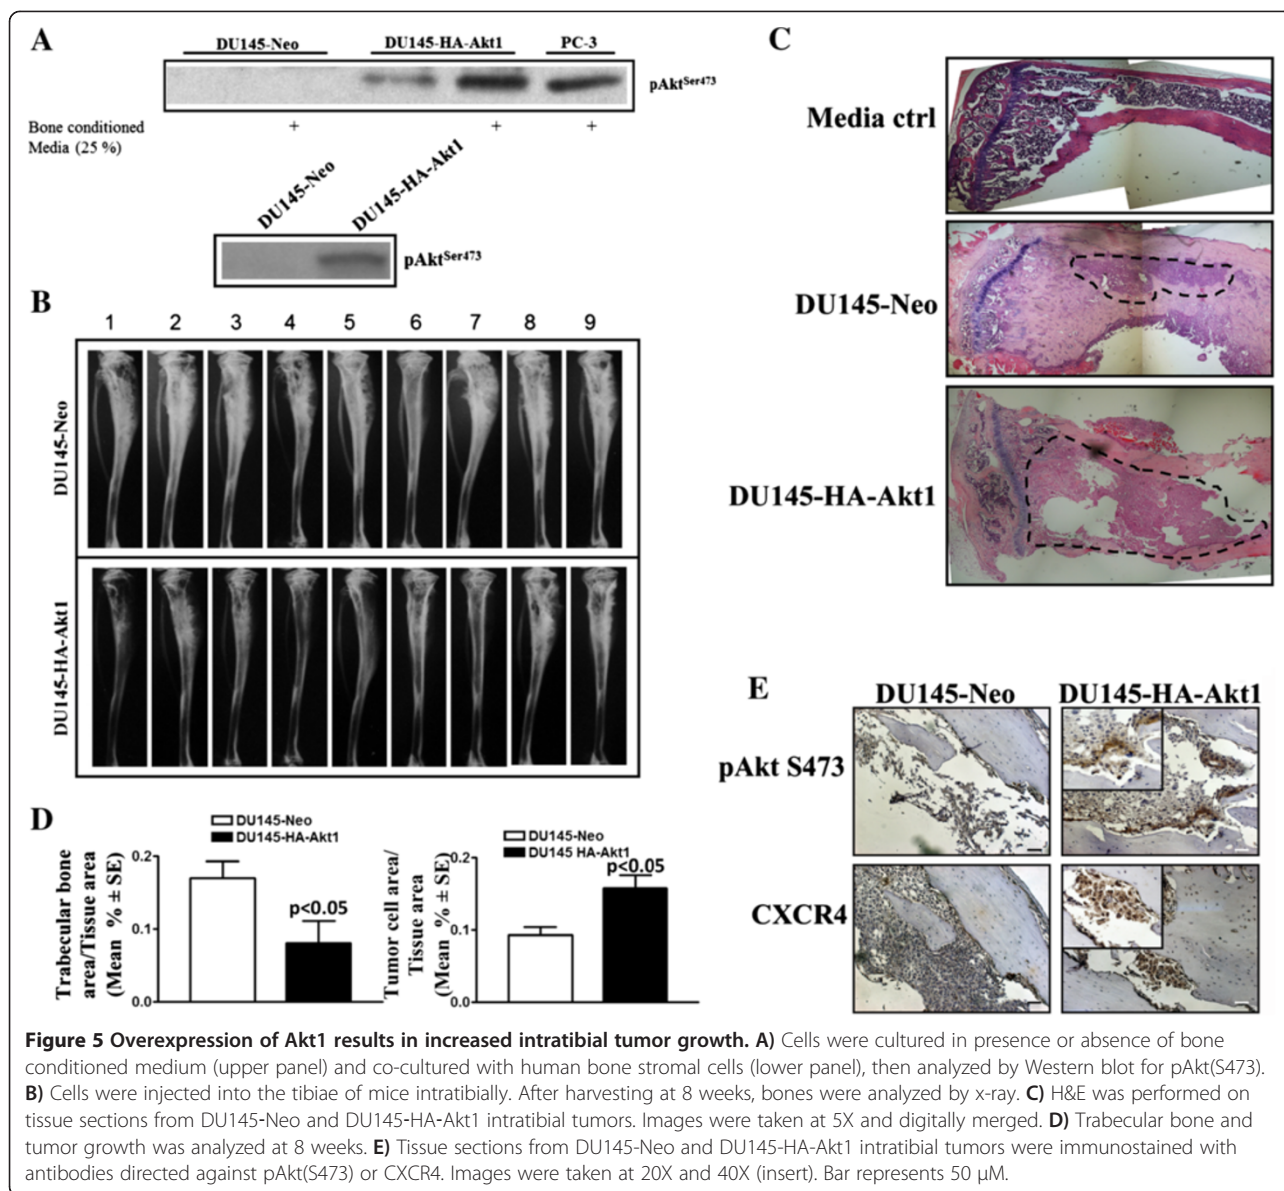 A
DU145-Neo
DU145-HA-Akt1
PC-3
pAktSer473
Bone conditioned
Media (25 %)
+
+
+
DU145-Neo
DU145-HA-Akt1
pAktSer473
B
1 2 3 4 5 6 7 8 9
DU145-Neo
DU145-HA-Akt1
C
Media ctrl
DU145-Neo
DU145-HA-Akt1
D
DU145-Neo
DU145-HA-Akt1
Trabecular bone
area/Tissue area
(Mean % ± SE)
0.2
0.1
0.0
p<0.05
DU145-Neo
DU145 HA-Akt1
Tumor cell area/
Tissue area
(Mean % ± SE)
0.2
0.1
0.0
p<0.05
E
DU145-Neo
DU145-HA-Akt1
pAkt S473
CXCR4
Figure 5 Overexpression of Akt1 results in increased intratibial tumor growth. A) Cells were cultured in presence or absence of bone
conditioned medium (upper panel) and co-cultured with human bone stromal cells (lower panel), then analyzed by Western blot for pAkt(S473).
B) Cells were injected into the tibiae of mice intratibially. After harvesting at 8 weeks, bones were analyzed by x-ray. C) H&E was performed on
tissue sections from DU145-Neo and DU145-HA-Akt1 intratibial tumors. Images were taken at 5X and digitally merged. D) Trabecular bone and
tumor growth was analyzed at 8 weeks. E) Tissue sections from DU145-Neo and DU145-HA-Akt1 intratibial tumors were immunostained with
antibodies directed against pAkt(S473) or CXCR4. Images were taken at 20X and 40X (insert). Bar represents 50 μM.